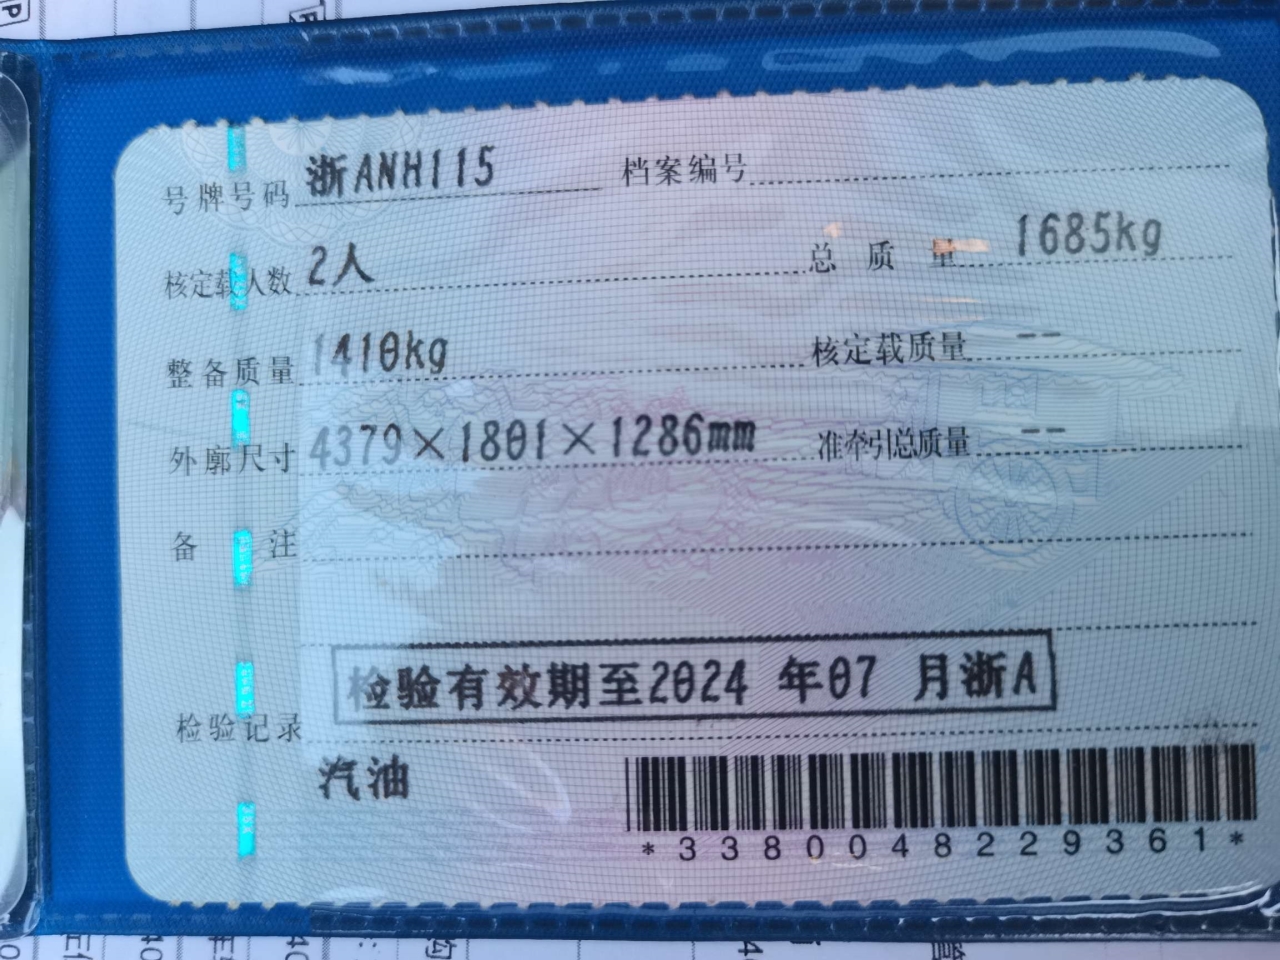 号牌号码 浙ANH115 档案编号
核定载人数 2人 总质量 1685kg
整备质量 1410kg 核定载质量 --
外廓尺寸 4379×1801×1286mm 准牵引总质量 --
备注
检验有效期至2024 年07 月浙A
检验记录
汽油
*3380048229361*